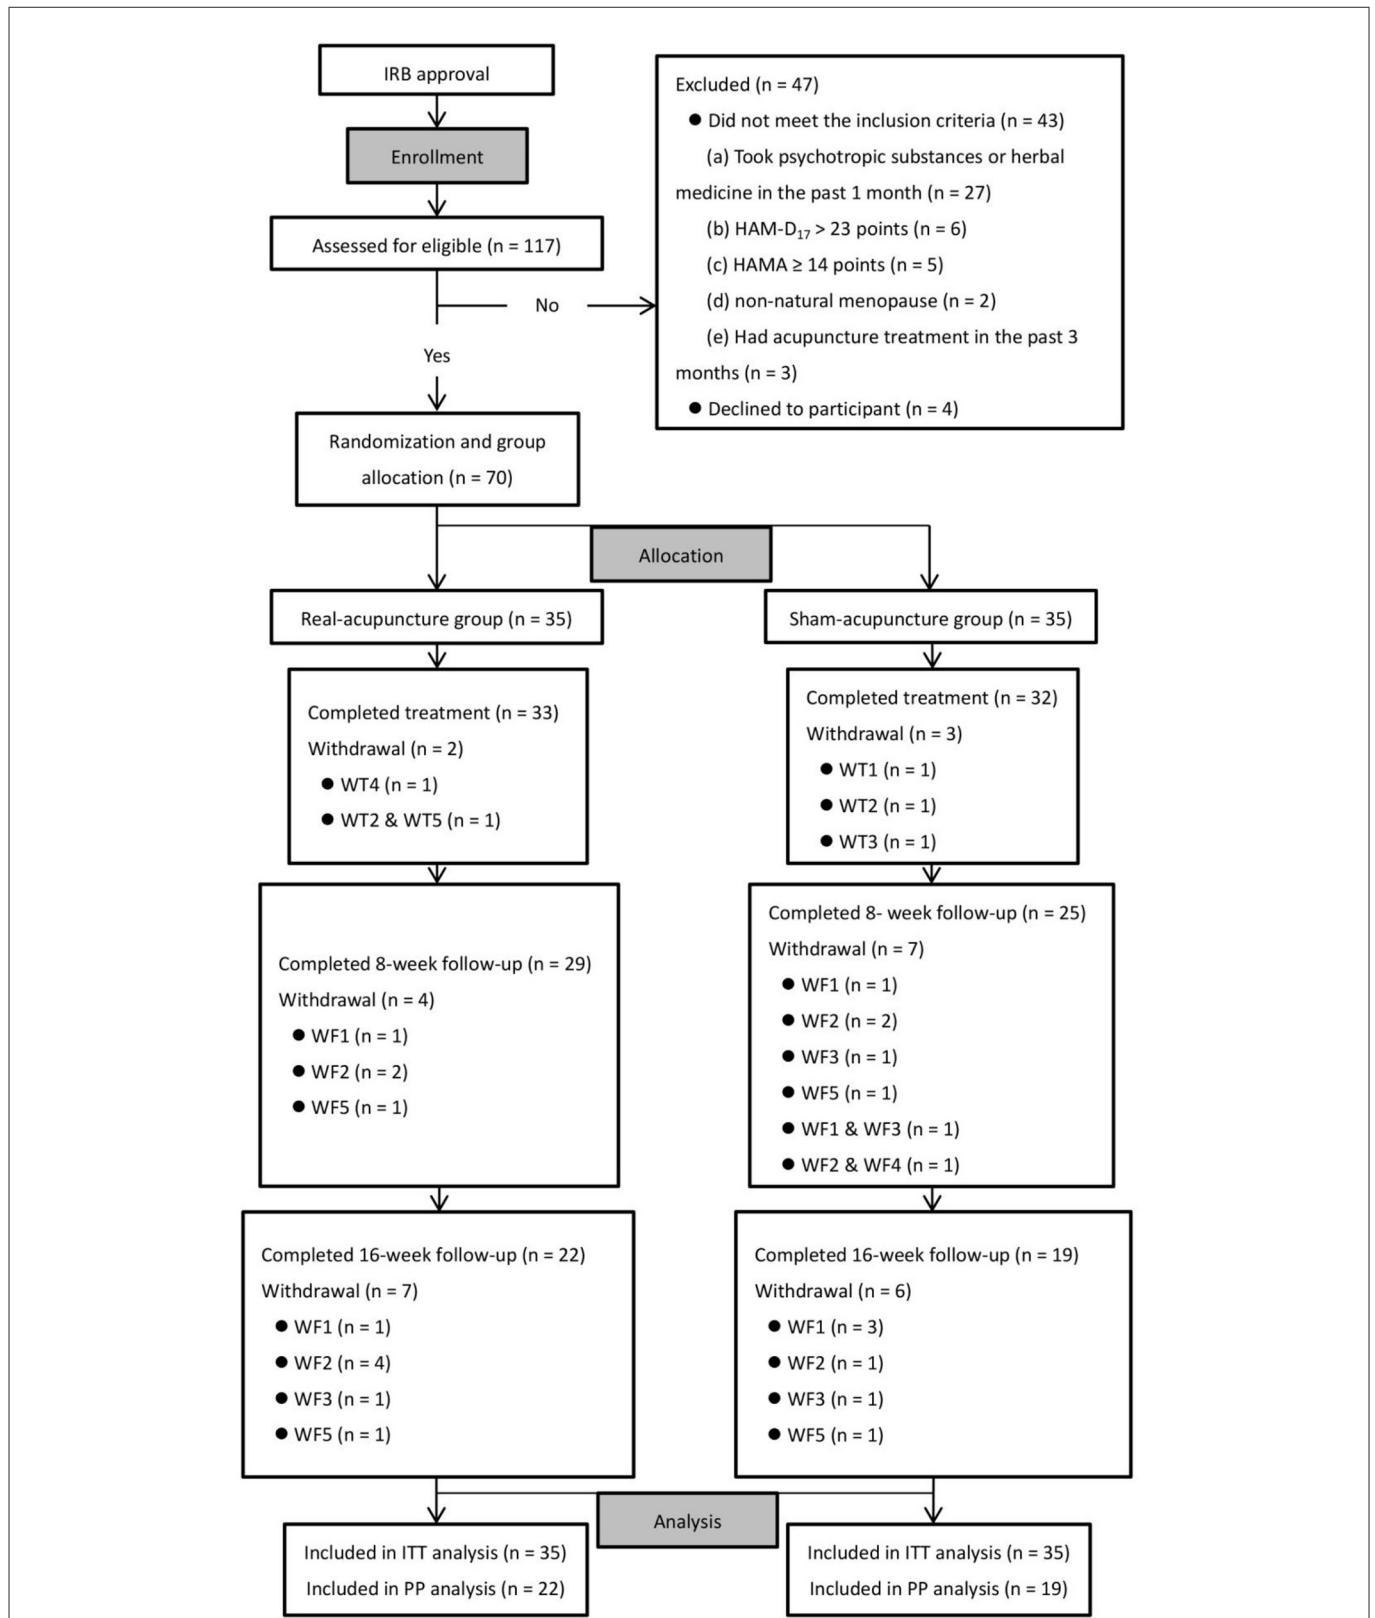 IRB approval
Enrollment
Assessed for eligible (n = 117)
No
Yes
Excluded (n = 47)
● Did not meet the inclusion criteria (n = 43)
(a) Took psychotropic substances or herbal
medicine in the past 1 month (n = 27)
(b) HAM-D17 > 23 points (n = 6)
(c) HAMA ≥ 14 points (n = 5)
(d) non-natural menopause (n = 2)
(e) Had acupuncture treatment in the past 3
months (n = 3)
● Declined to participant (n = 4)
Randomization and group
allocation (n = 70)
Allocation
Real-acupuncture group (n = 35)
Sham-acupuncture group (n = 35)
Completed treatment (n = 33)
Withdrawal (n = 2)
● WT4 (n = 1)
● WT2 & WT5 (n = 1)
Completed treatment (n = 32)
Withdrawal (n = 3)
● WT1 (n = 1)
● WT2 (n = 1)
● WT3 (n = 1)
Completed 8-week follow-up (n = 29)
Withdrawal (n = 4)
● WF1 (n = 1)
● WF2 (n = 2)
● WF5 (n = 1)
Completed 8- week follow-up (n = 25)
Withdrawal (n = 7)
● WF1 (n = 1)
● WF2 (n = 2)
● WF3 (n = 1)
● WF5 (n = 1)
● WF1 & WF3 (n = 1)
● WF2 & WF4 (n = 1)
Completed 16-week follow-up (n = 22)
Withdrawal (n = 7)
● WF1 (n = 1)
● WF2 (n = 4)
● WF3 (n = 1)
● WF5 (n = 1)
Completed 16-week follow-up (n = 19)
Withdrawal (n = 6)
● WF1 (n = 3)
● WF2 (n = 1)
● WF3 (n = 1)
● WF5 (n = 1)
Analysis
Included in ITT analysis (n = 35)
Included in PP analysis (n = 22)
Included in ITT analysis (n = 35)
Included in PP analysis (n = 19)